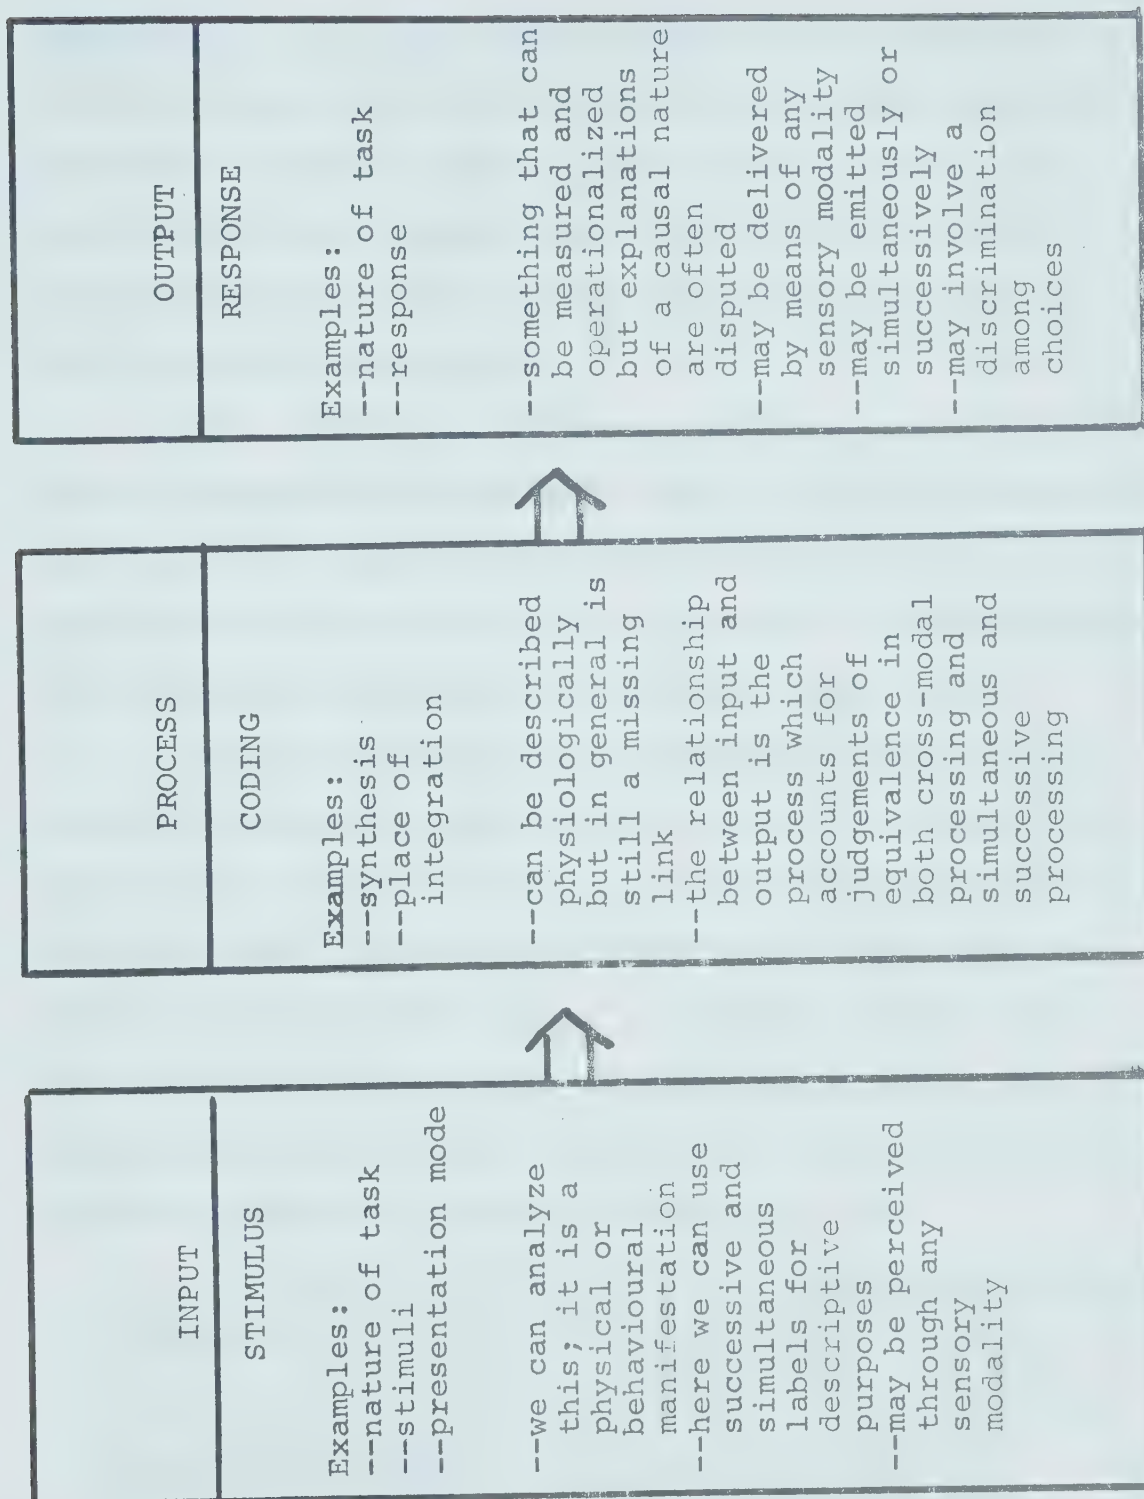 INPUT
STIMULUS
Examples:
--nature of task
--stimuli
--presentation mode
--we can analyze
this; it is a
physical or
behavioural
manifestation
--here we can use
successive and
simultaneous
labels for
descriptive
purposes
--may be perceived
through any
sensory
modality
PROCESS
CODING
Examples:
--synthesis
--place of
integration
--can be described
physiologically
but in general is
still a missing
link
--the relationship
between input and
output is the
process which
accounts for
judgements of
equivalence in
both cross-modal
processing and
simultaneous and
successive
processing
OUTPUT
RESPONSE
Examples:
--nature of task
--response
--something that can
be measured and
operationalized
but explanations
of a causal nature
are often
disputed
--may be delivered
by means of any
sensory modality
--may be emitted
simultaneously or
successively
--may involve a
discrimination
among
choices